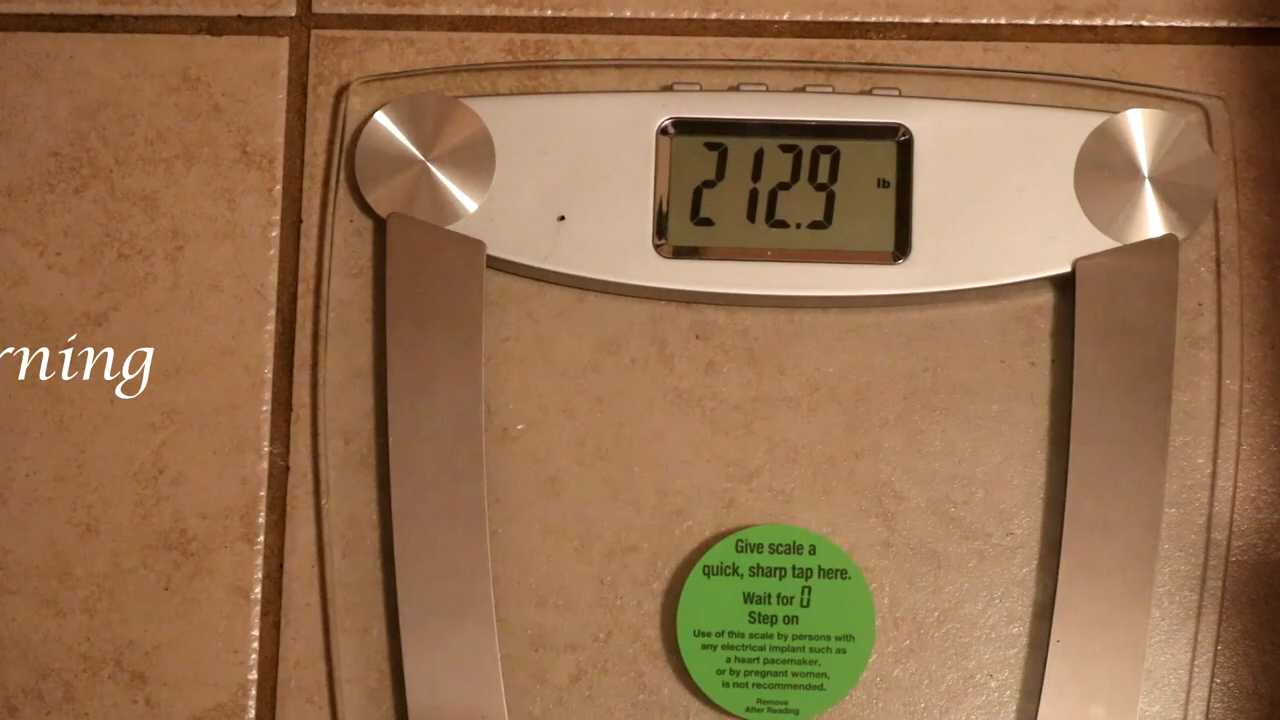 212.9 lb
rning
Give scale a
quick, sharp tap here.
Wait for 0
Step on
Use of this scale by persons with
any electrical implant such as
a heart pacemaker,
or by pregnant women,
is not recommended.
Remove
After Reading